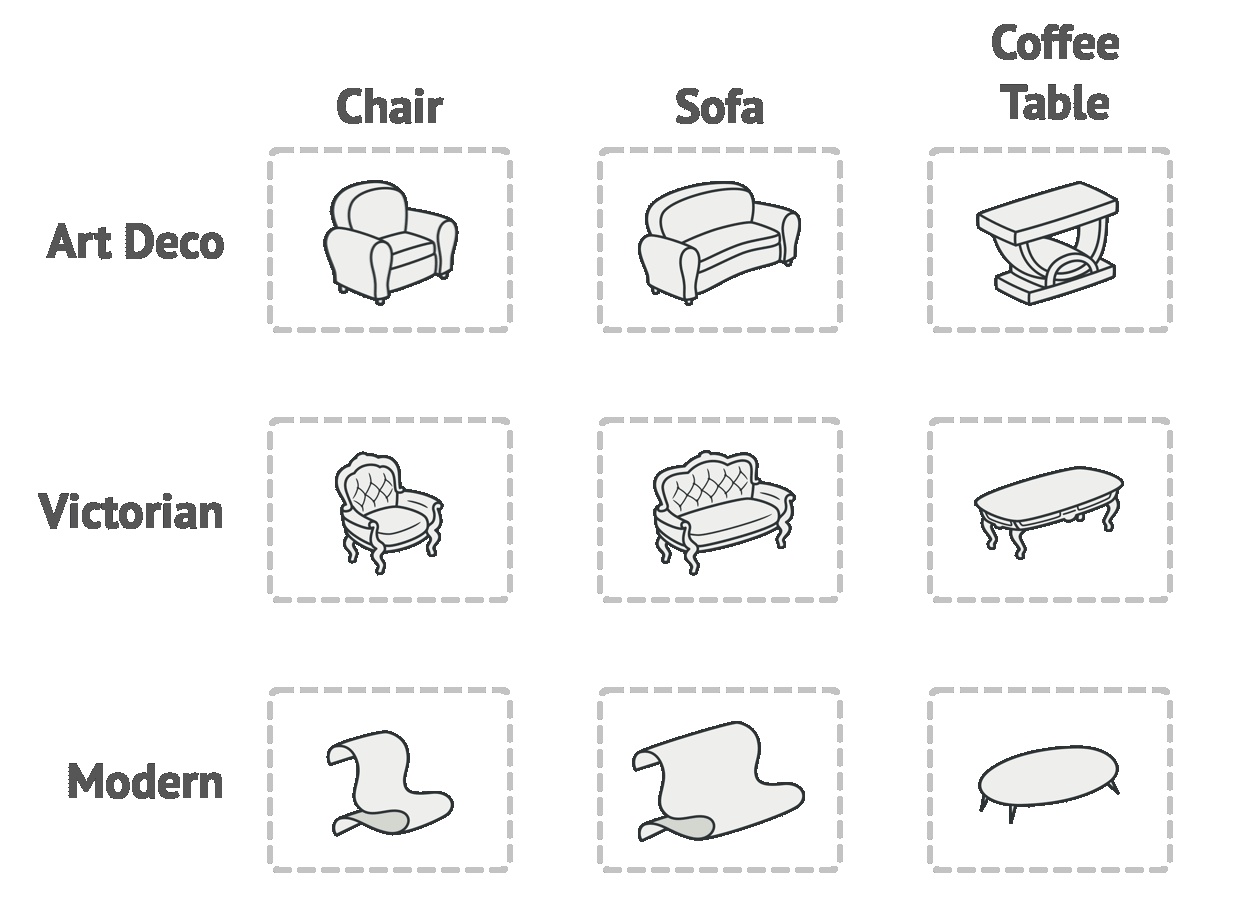 Chair
Sofa
Coffee
Table
Art Deco
Victorian
Modern